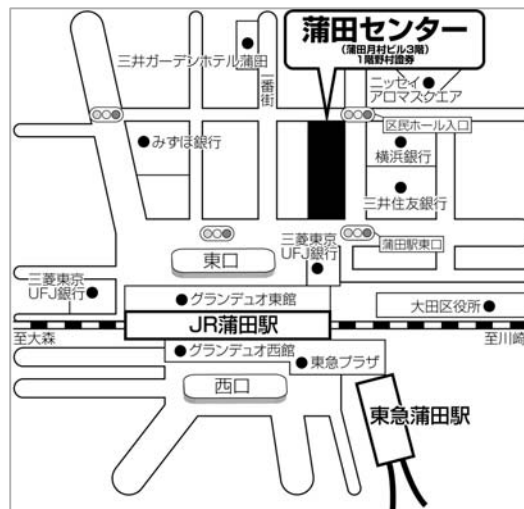 蒲田センター
(蒲田月村ビル3階)
1階野村證券
三井ガーデンホテル蒲田
一番街
ニッセイ
アロマスクエア
区民ホール入口
みずほ銀行
横浜銀行
三井住友銀行
蒲田駅東口
東口
三菱東京
UFJ銀行
三菱東京
UFJ銀行
グランデュオ東館
大田区役所
JR蒲田駅
至大森
至川崎
グランデュオ西館
東急プラザ
西口
東急蒲田駅